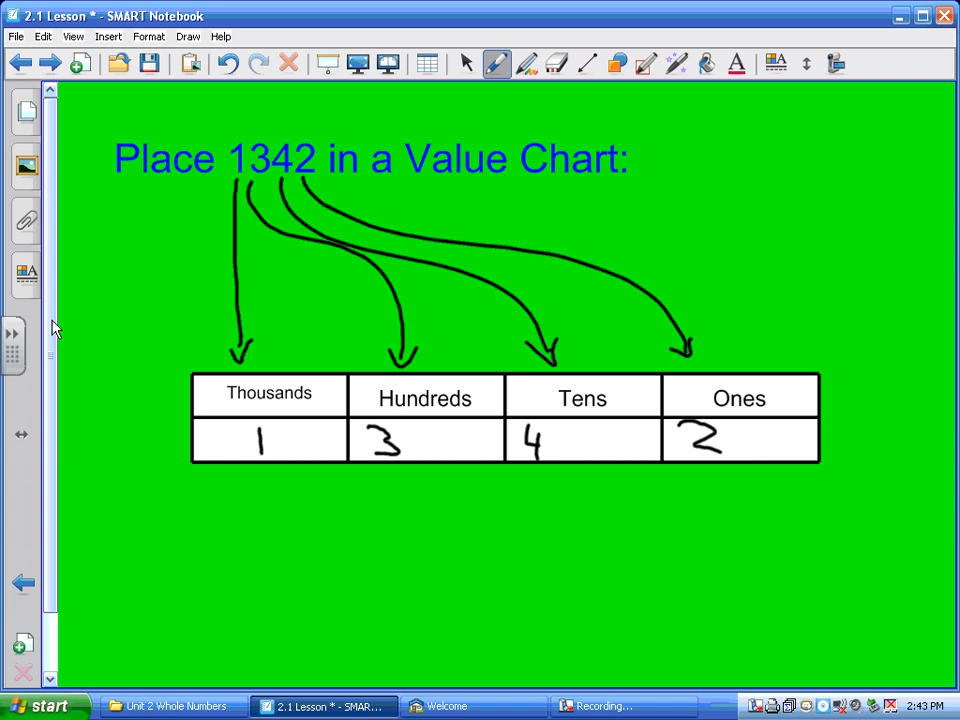 2.1 Lesson * - SMART Notebook
File Edit View Insert Format Draw Help
Place 1342 in a Value Chart:
Thousands Hundreds Tens Ones
1 3 4 2
start Unit 2 Whole Numbers 2.1 Lesson * - SMAR... Welcome Recording... 2:43 PM